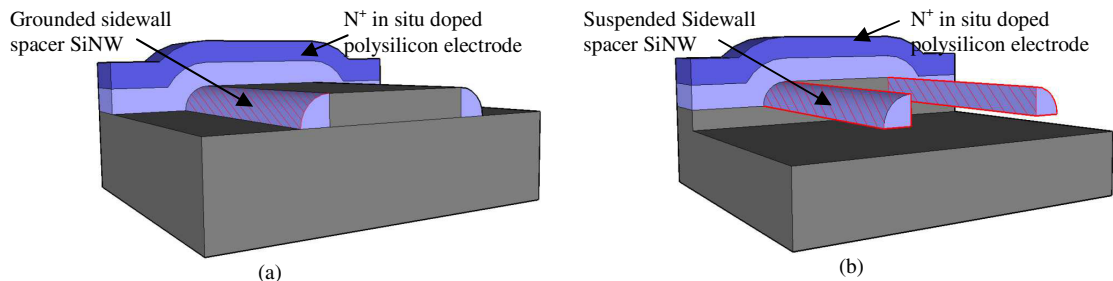 Grounded sidewall
spacer SiNW
N⁺ in situ doped
polysilicon electrode
(a)
Suspended Sidewall
spacer SiNW
N⁺ in situ doped
polysilicon electrode
(b)